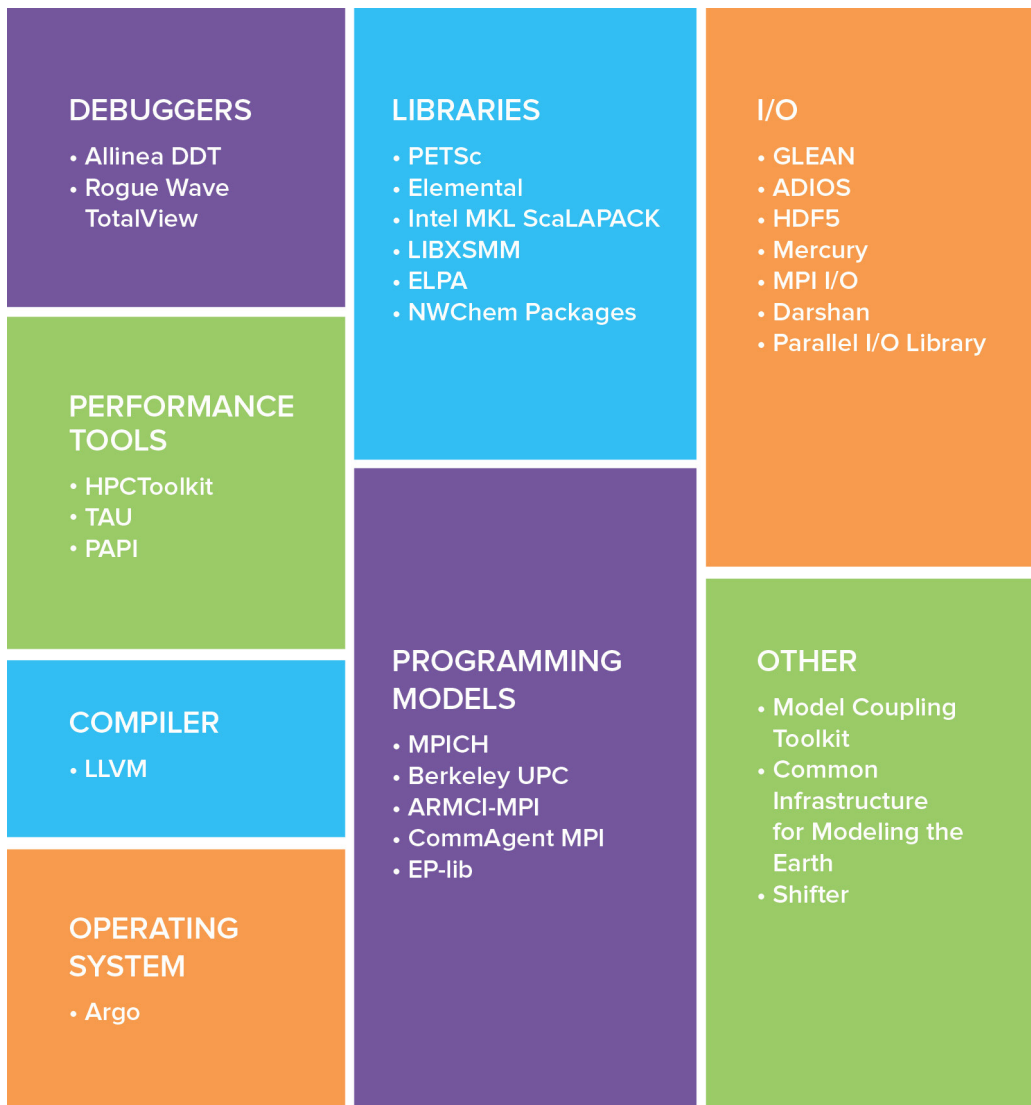 DEBUGGERS
• Allinea DDT
• Rogue Wave
TotalView
PERFORMANCE
TOOLS
• HPCToolkit
• TAU
• PAPI
COMPILER
• LLVM
OPERATING
SYSTEM
• Argo
LIBRARIES
• PETSc
• Elemental
• Intel MKL ScaLAPACK
• LIBXSMM
• ELPA
• NWChem Packages
PROGRAMMING
MODELS
• MPICH
• Berkeley UPC
• ARMCI-MPI
• CommAgent MPI
• EP-lib
I/O
• GLEAN
• ADIOS
• HDF5
• Mercury
• MPI I/O
• Darshan
• Parallel I/O Library
OTHER
• Model Coupling
Toolkit
• Common
Infrastructure
for Modeling the
Earth
• Shifter